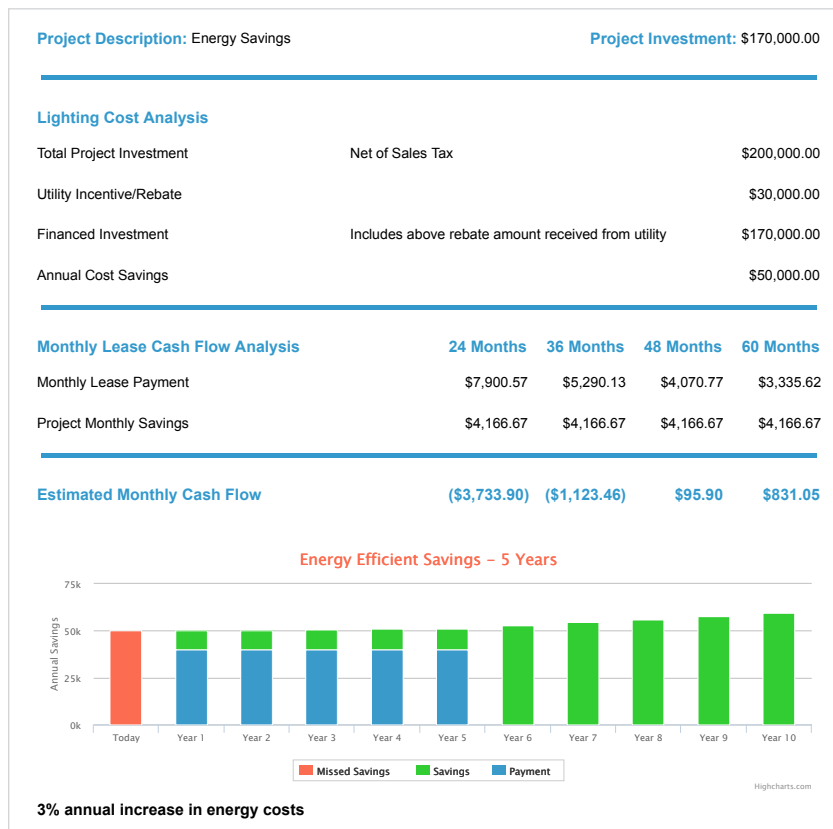 Project Description: Energy Savings Project Investment: $170,000.00
Lighting Cost Analysis
Total Project Investment Net of Sales Tax $200,000.00
Utility Incentive/Rebate $30,000.00
Financed Investment Includes above rebate amount received from utility $170,000.00
Annual Cost Savings $50,000.00
Monthly Lease Cash Flow Analysis 24 Months 36 Months 48 Months 60 Months
Monthly Lease Payment $7,900.57 $5,290.13 $4,070.77 $3,335.62
Project Monthly Savings $4,166.67 $4,166.67 $4,166.67 $4,166.67
Estimated Monthly Cash Flow ($3,733.90) ($1,123.46) $95.90 $831.05
Energy Efficient Savings – 5 Years
75k
50k
25k
0k
Annual Savings
Today Year 1 Year 2 Year 3 Year 4 Year 5 Year 6 Year 7 Year 8 Year 9 Year 10
Missed Savings Savings Payment
Highcharts.com
3% annual increase in energy costs